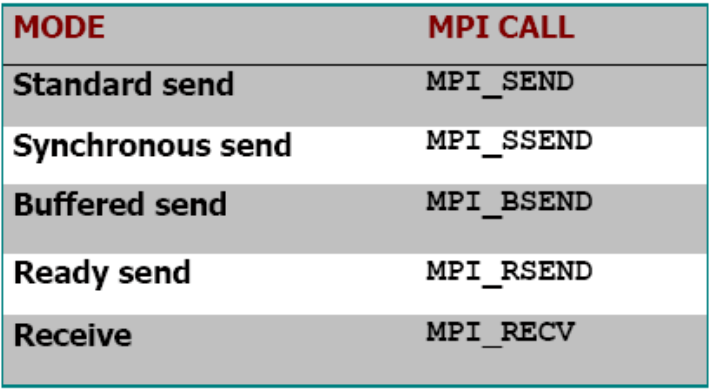 MODE MPI CALL
Standard send MPI_SEND
Synchronous send MPI_SSEND
Buffered send MPI_BSEND
Ready send MPI_RSEND
Receive MPI_RECV